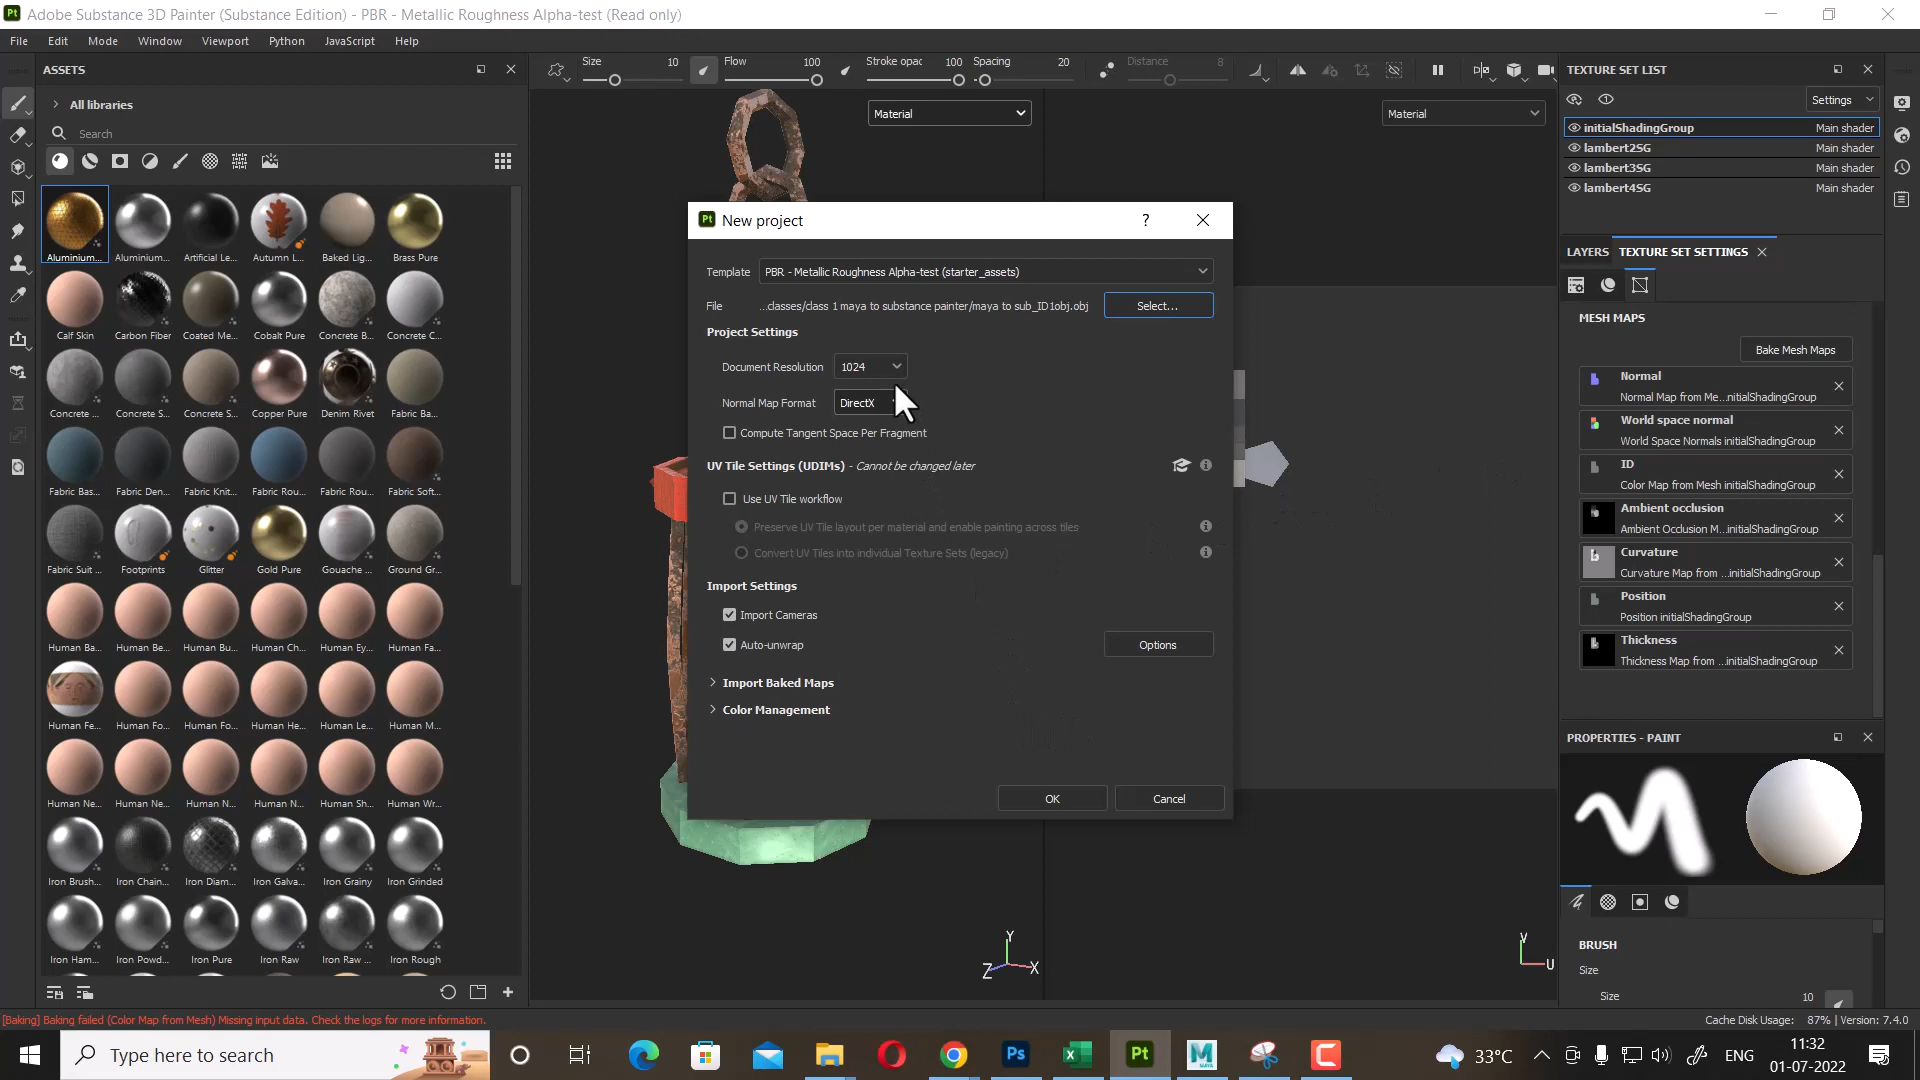 Adobe Substance 3D Painter (Substance Edition) - PBR - Metallic Roughness Alpha-test (Read only)
File Edit Mode Window Viewport Python JavaScript Help
ASSETS
All libraries
Search
Aluminium... Aluminium... Artificial Le... Autumn L... Baked Lig... Brass Pure
Calf Skin Carbon Fiber Coated Me... Cobalt Pure Concrete B... Concrete C...
Concrete ... Concrete S... Concrete S... Copper Pure Denim Rivet Fabric Ba...
Fabric Bas... Fabric Den... Fabric Knit... Fabric Rou... Fabric Rou... Fabric Soft...
Fabric Suit ... Footprints Glitter Gold Pure Gouache ... Ground Gr...
Human Ba... Human Be... Human Bu... Human Ch... Human Ey... Human Fa...
Human Fe... Human Fo... Human Fo... Human He... Human Le... Human M...
Human Ne... Human Ne... Human N... Human N... Human Sh... Human Wr...
Iron Brush... Iron Chain... Iron Diam... Iron Galva... Iron Grainy Iron Grinded
Iron Ham... Iron Powd... Iron Pure Iron Raw Iron Raw ... Iron Rough
Size 10 Flow 100 Stroke opac 100 Spacing 20 Distance 8
Material
Material
New project
Template PBR - Metallic Roughness Alpha-test (starter_assets)
File ...classes/class 1 maya to substance painter/maya to sub_ID1obj.obj Select...
Project Settings
Document Resolution 1024
Normal Map Format DirectX
Compute Tangent Space Per Fragment
UV Tile Settings (UDIMs) - Cannot be changed later
Use UV Tile workflow
Preserve UV Tile layout per material and enable painting across tiles
Convert UV Tiles into individual Texture Sets (legacy)
Import Settings
Import Cameras
Auto-unwrap Options
Import Baked Maps
Color Management
OK Cancel
Y
Z X
V
U
TEXTURE SET LIST
Settings
initialShadingGroup Main shader
lambert2SG Main shader
lambert3SG Main shader
lambert4SG Main shader
LAYERS TEXTURE SET SETTINGS
MESH MAPS
Bake Mesh Maps
Normal
Normal Map from Me...initialShadingGroup
World space normal
World Space Normals initialShadingGroup
ID
Color Map from Mesh initialShadingGroup
Ambient occlusion
Ambient Occlusion M...initialShadingGroup
Curvature
Curvature Map from ...initialShadingGroup
Position
Position initialShadingGroup
Thickness
Thickness Map from ...initialShadingGroup
PROPERTIES - PAINT
BRUSH
Size
Size 10
[Baking] Baking failed (Color Map from Mesh) Missing input data. Check the logs for more information.
Cache Disk Usage: 87% | Version: 7.4.0
Type here to search
33°C ENG
11:32
01-07-2022